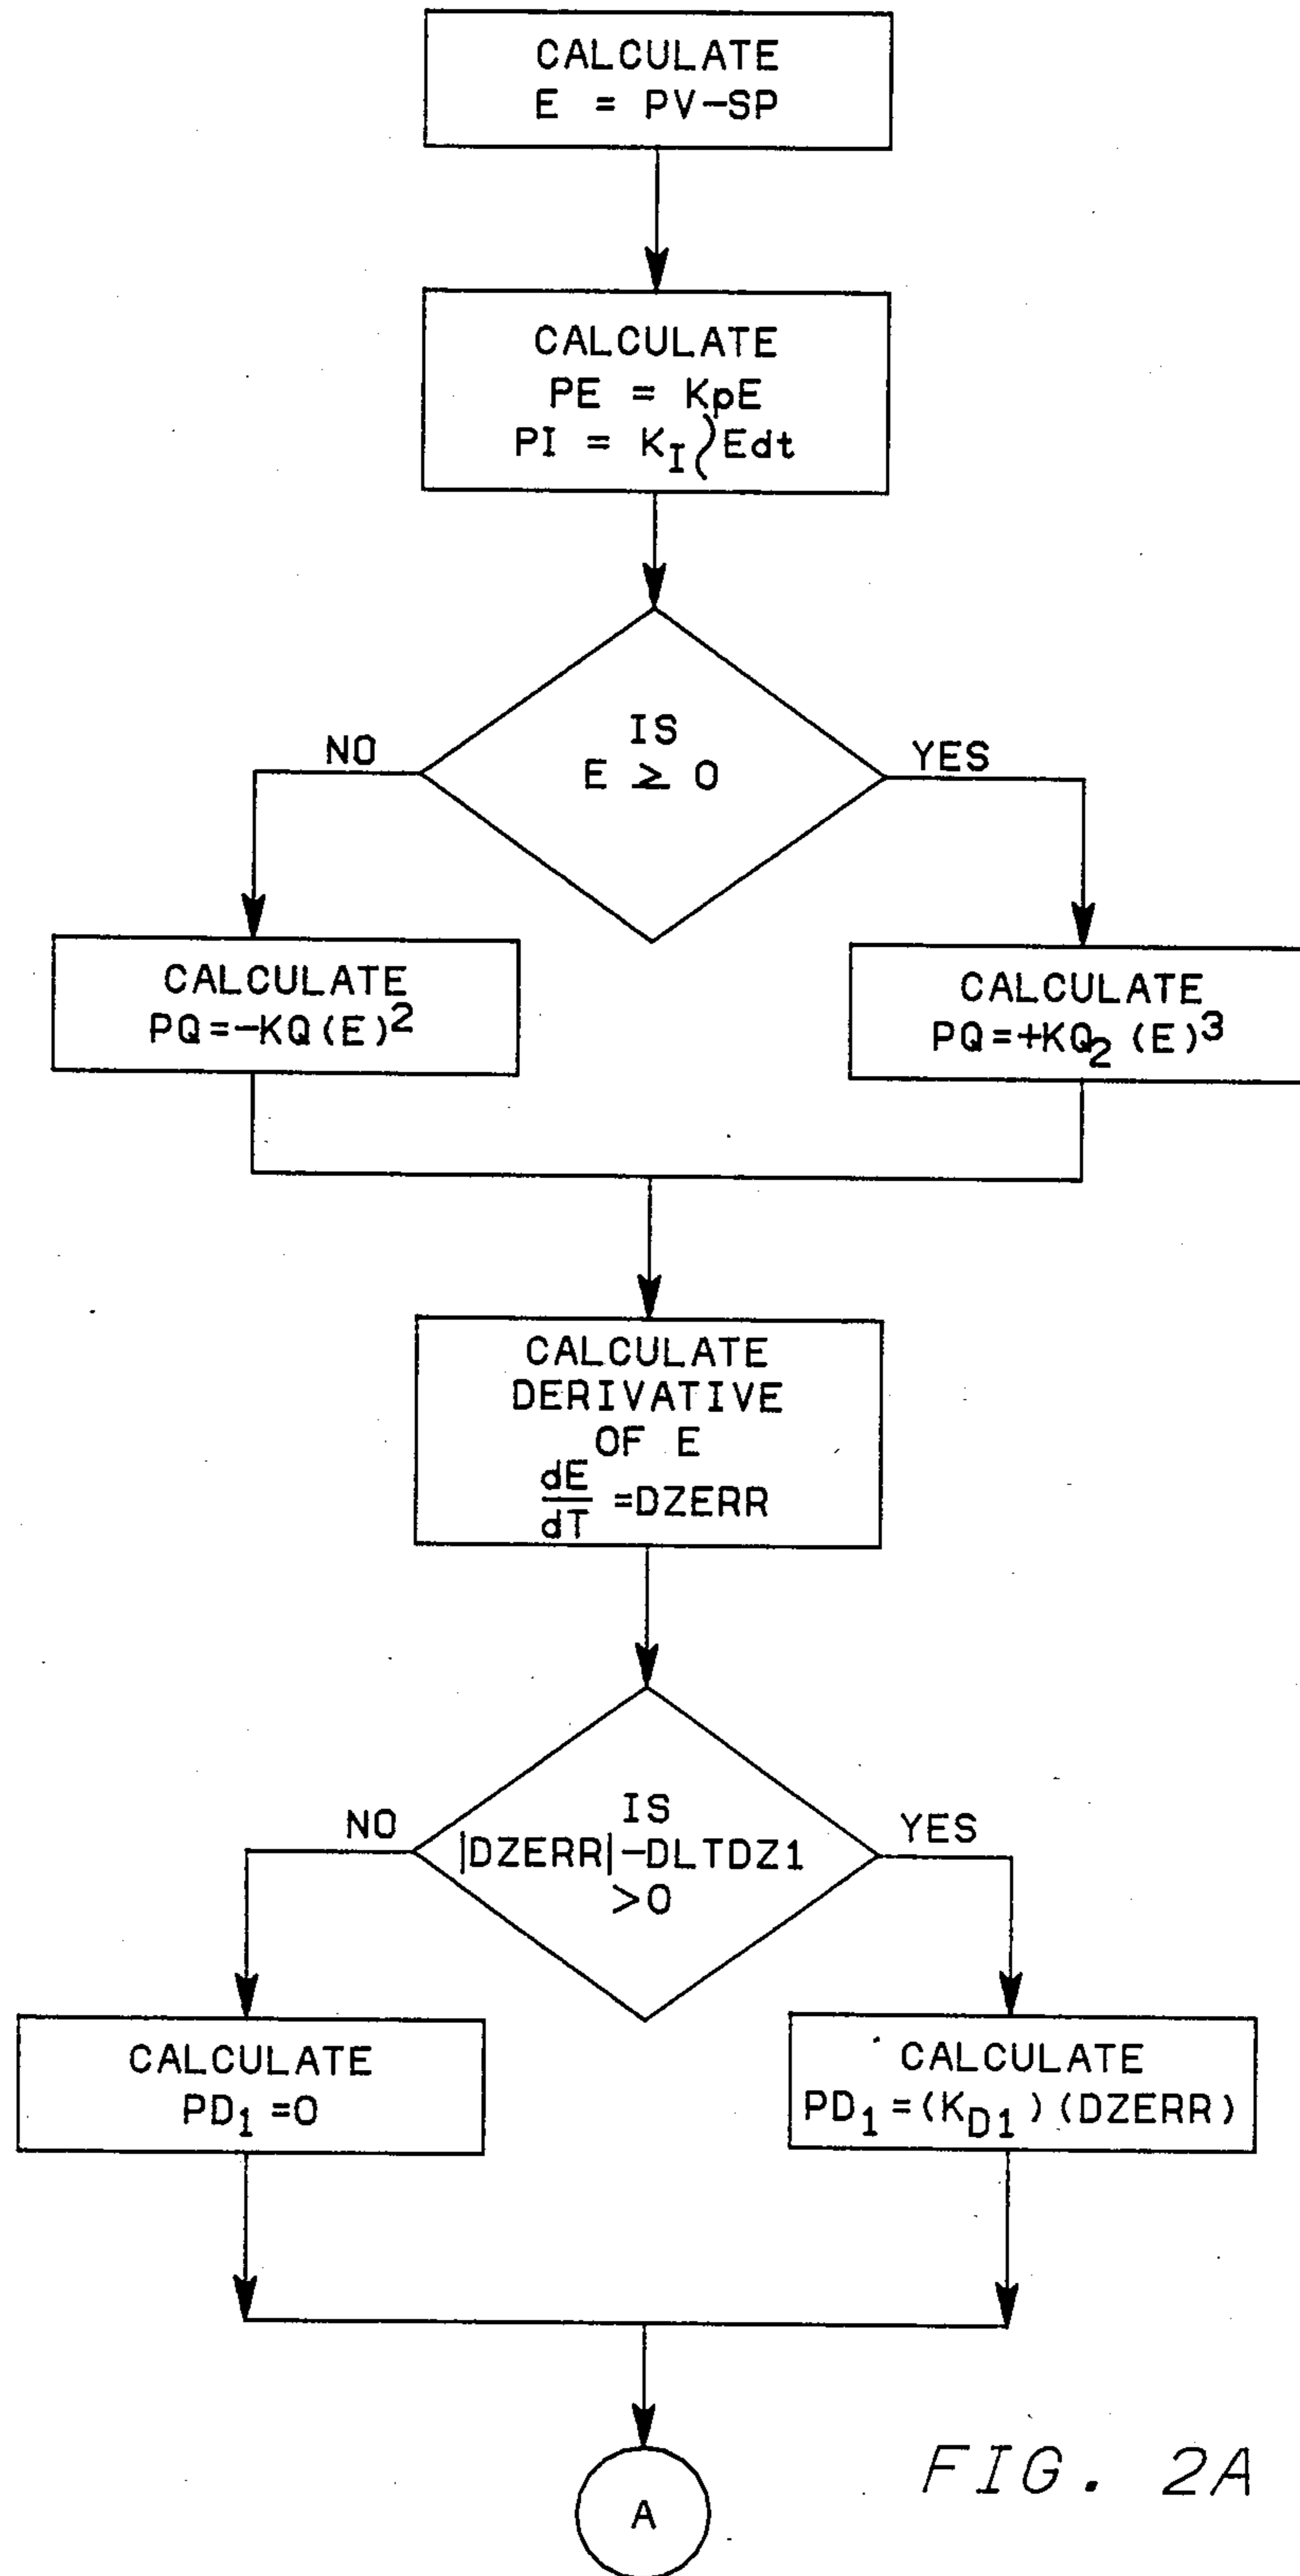 CALCULATE
E = PV-SP
CALCULATE
PE = KpE
PI = K_I∫Edt
IS
E ≥ 0
NO
YES
CALCULATE
PQ=-KQ(E)²
CALCULATE
PQ=+KQ₂(E)³
CALCULATE
DERIVATIVE
OF E
dE
dT =DZERR
IS
|DZERR|-DLTDZ1
>0
NO
YES
CALCULATE
PD₁=0
CALCULATE
PD₁=(K_D1)(DZERR)
A
FIG. 2A